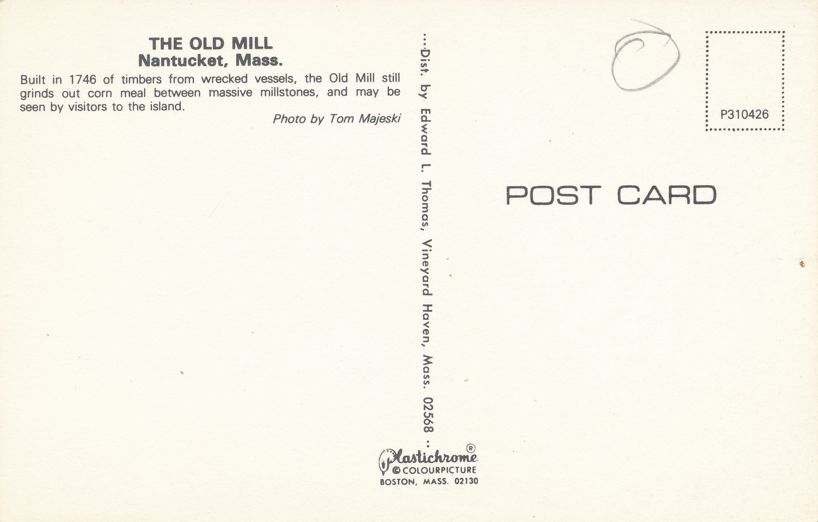 THE OLD MILL
Nantucket, Mass.
Built in 1746 of timbers from wrecked vessels, the Old Mill still
grinds out corn meal between massive millstones, and may be
seen by visitors to the island.
Photo by Tom Majeski
...Dist. by Edward L. Thomas, Vineyard Haven, Mass. 02568 ..
Plastichrome®
© COLOURPICTURE
BOSTON, MASS. 02130
P310426
POST CARD